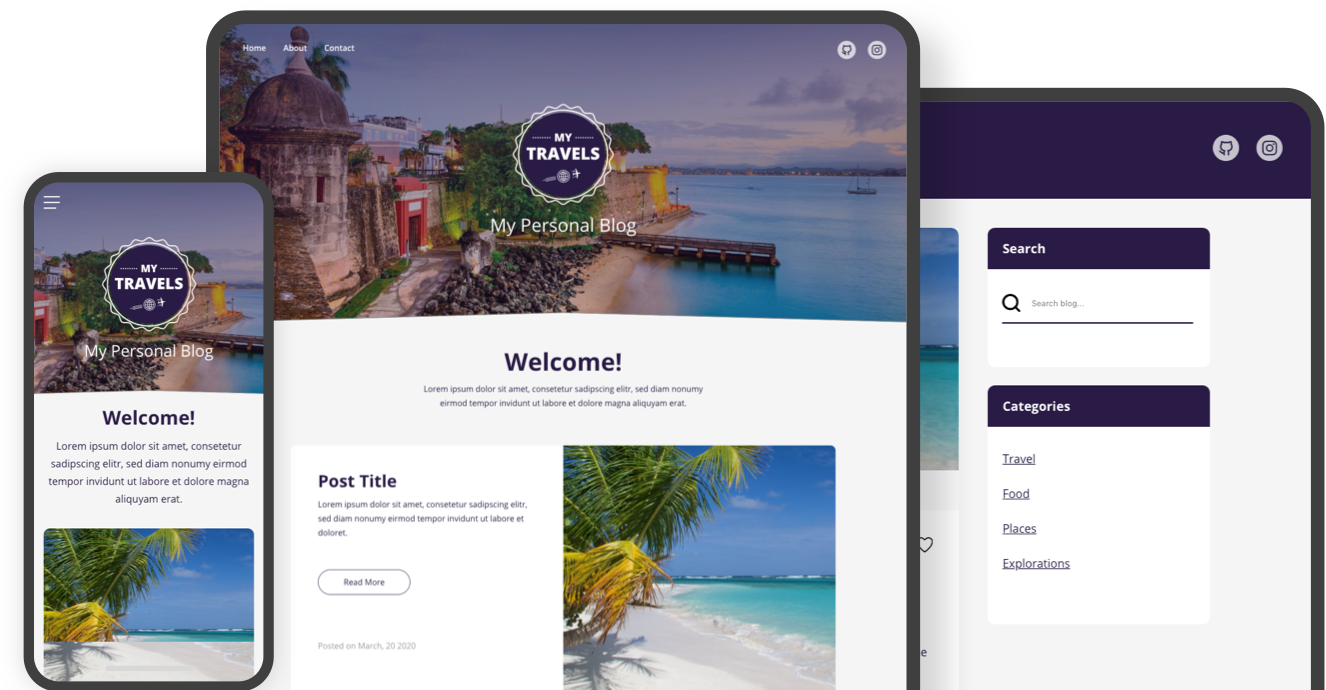 Home About Contact
MY
TRAVELS
My Personal Blog
Welcome!
Lorem ipsum dolor sit amet, consetetur sadipscing elitr, sed diam nonumy
eirmod tempor invidunt ut labore et dolore magna aliquyam erat.
Post Title
Lorem ipsum dolor sit amet, consetetur sadipscing elitr,
sed diam nonumy eirmod tempor invidunt ut labore et
doloret.
Read More
Posted on March, 20 2020
MY
TRAVELS
My Personal Blog
Welcome!
Lorem ipsum dolor sit amet, consetetur
sadipscing elitr, sed diam nonumy eirmod
tempor invidunt ut labore et dolore magna
aliquyam erat.
Search
Search blog...
Categories
Travel
Food
Places
Explorations